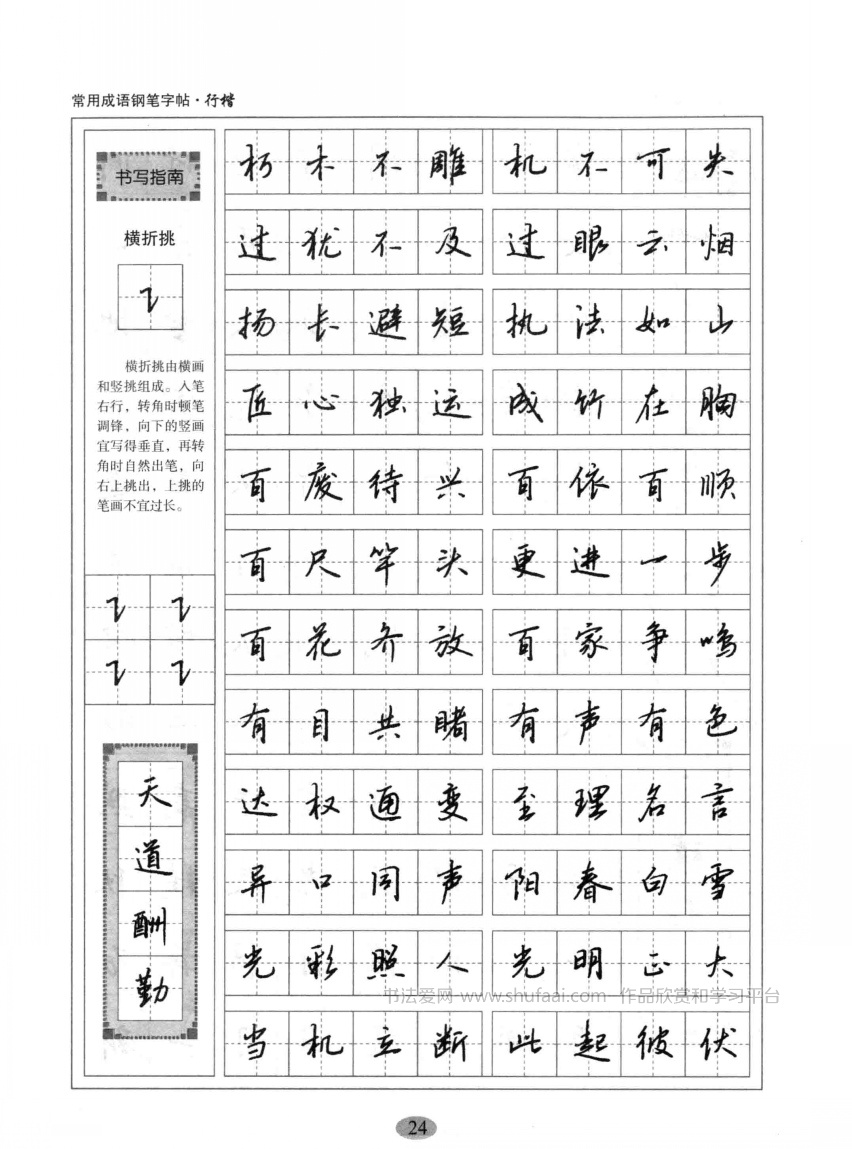 常用成语钢笔字帖·行楷
书写指南
横折挑
横折挑由横画
和竖挑组成。入笔
右行，转角时顿笔
调锋，向下的竖画
宜写得垂直，再转
角时自然出笔，向
右上挑出，上挑的
笔画不宜过长。
天
道
酬
勤
朽木不雕 机不可失
过犹不及 过眼云烟
扬长避短 执法如山
匠心独运 成竹在胸
百废待兴 百依百顺
百尺竿头 更进一步
百花齐放 百家争鸣
有目共睹 有声有色
达权通变 至理名言
异口同声 阳春白雪
光彩照人 光明正大
书法爱网 www.shufaai.com 作品欣赏和学习平台
当机立断 此起彼伏
24